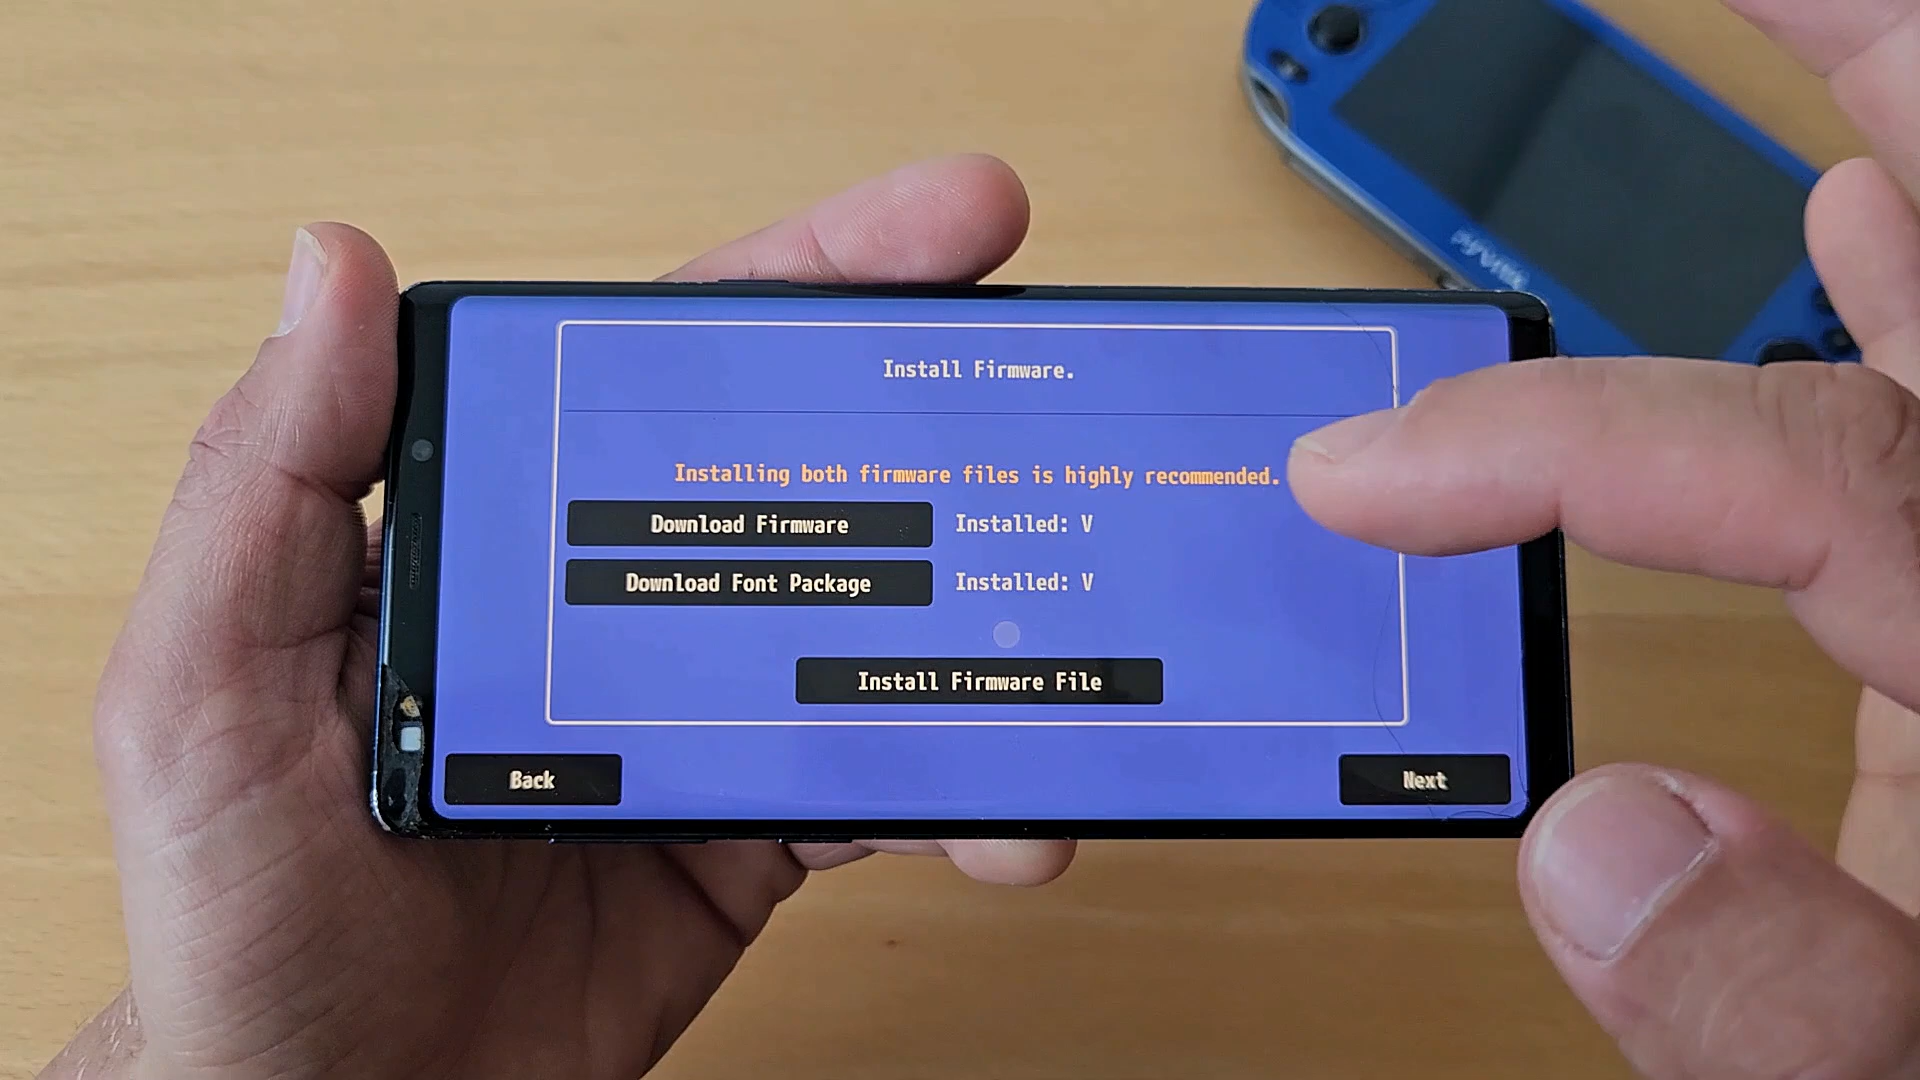 PSVITA
Install Firmware.
Installing both firmware files is highly recommended.
Download Firmware
Installed: V
Download Font Package
Installed: V
Install Firmware File
Back
Next